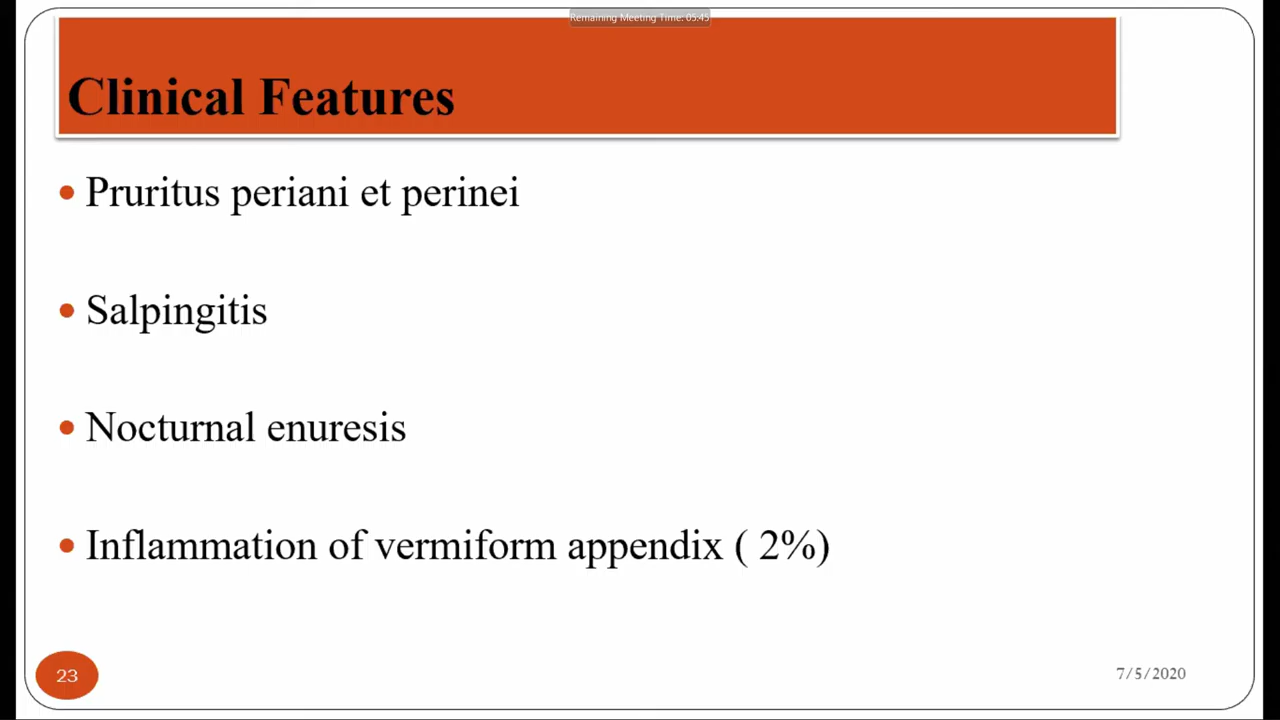 Remaining Meeting Time: 05:45
Clinical Features
Pruritus periani et perinei
Salpingitis
Nocturnal enuresis
Inflammation of vermiform appendix ( 2%)
23
7/5/2020